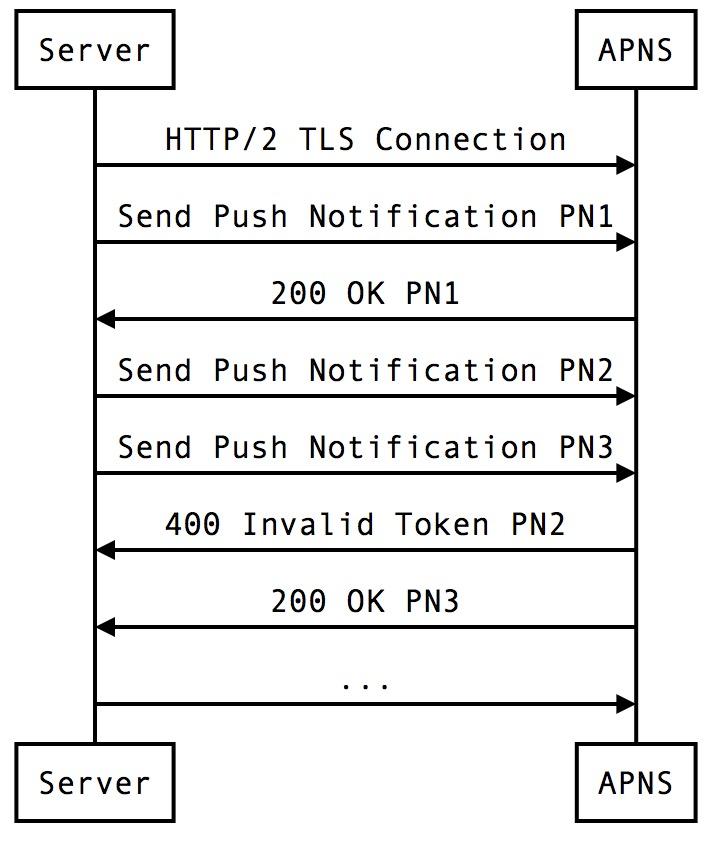 Server
APNS
HTTP/2 TLS Connection
Send Push Notification PN1
200 OK PN1
Send Push Notification PN2
Send Push Notification PN3
400 Invalid Token PN2
200 OK PN3
...
Server
APNS